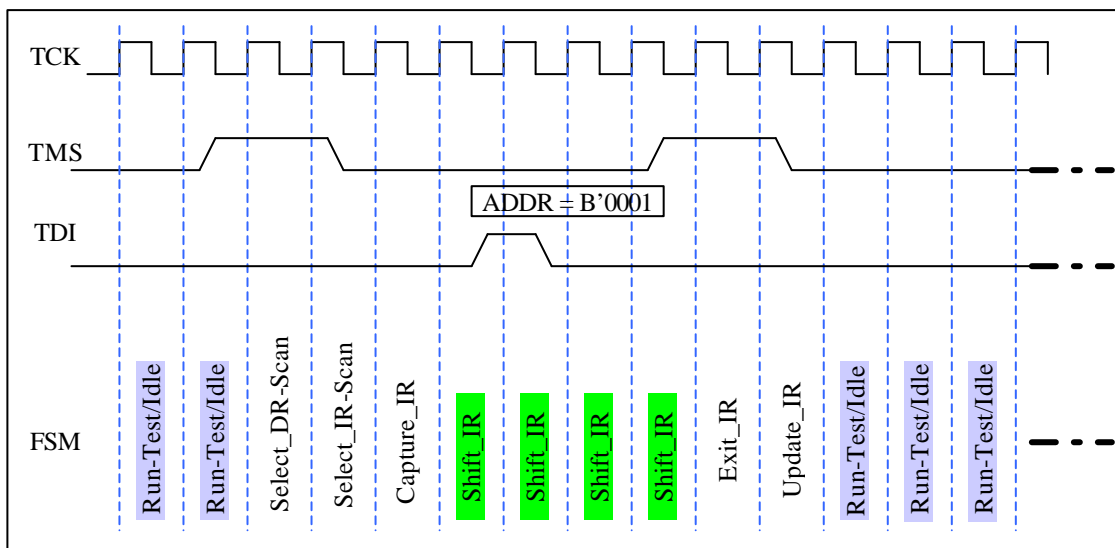 TCK
TMS
ADDR = B’0001
TDI
FSM
Run-Test/Idle
Run-Test/Idle
Select_DR-Scan
Select_IR-Scan
Capture_IR
Shift_IR
Shift_IR
Shift_IR
Shift_IR
Exit_IR
Update_IR
Run-Test/Idle
Run-Test/Idle
Run-Test/Idle